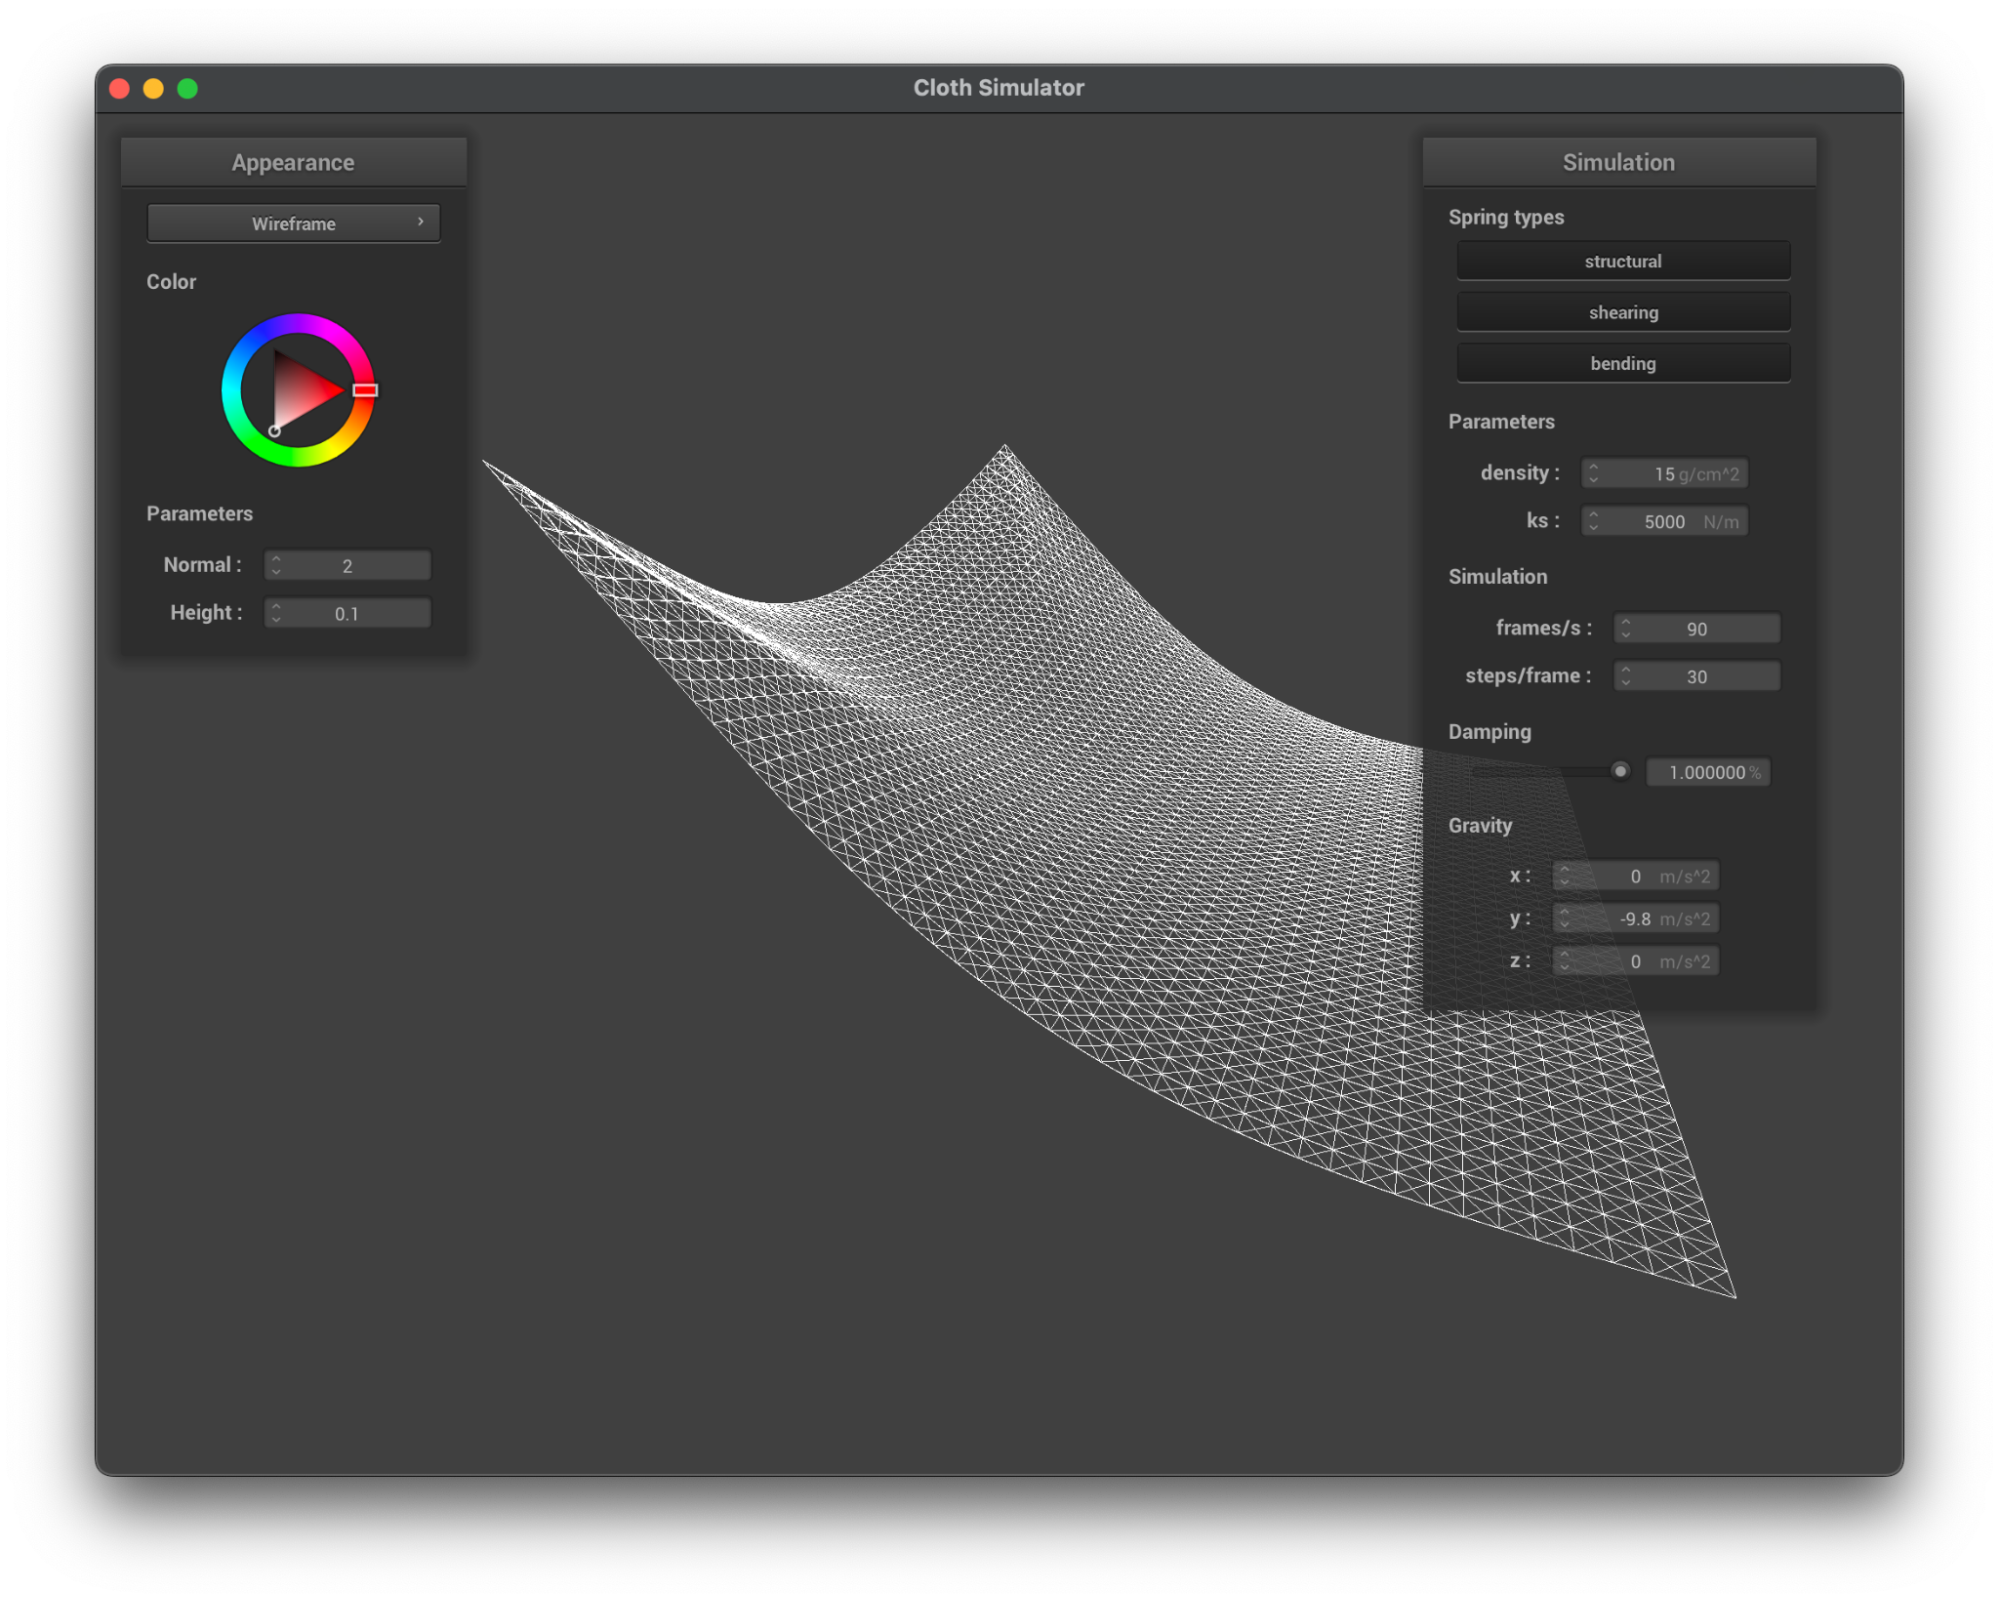 Cloth Simulator
Appearance
Wireframe
Color
Parameters
Normal : 2
Height : 0.1
Simulation
Spring types
structural
shearing
bending
Parameters
density : 15 g/cm^2
ks : 5000 N/m
Simulation
frames/s : 90
steps/frame : 30
Damping
1.000000 %
Gravity
x : 0 m/s^2
y : -9.8 m/s^2
z : 0 m/s^2